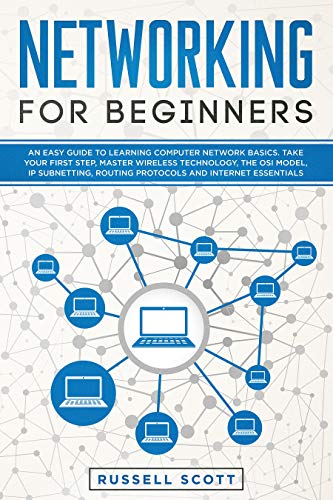 NETWORKING
FOR BEGINNERS
AN EASY GUIDE TO LEARNING COMPUTER NETWORK BASICS. TAKE
YOUR FIRST STEP, MASTER WIRELESS TECHNOLOGY, THE OSI MODEL,
IP SUBNETTING, ROUTING PROTOCOLS AND INTERNET ESSENTIALS
RUSSELL SCOTT